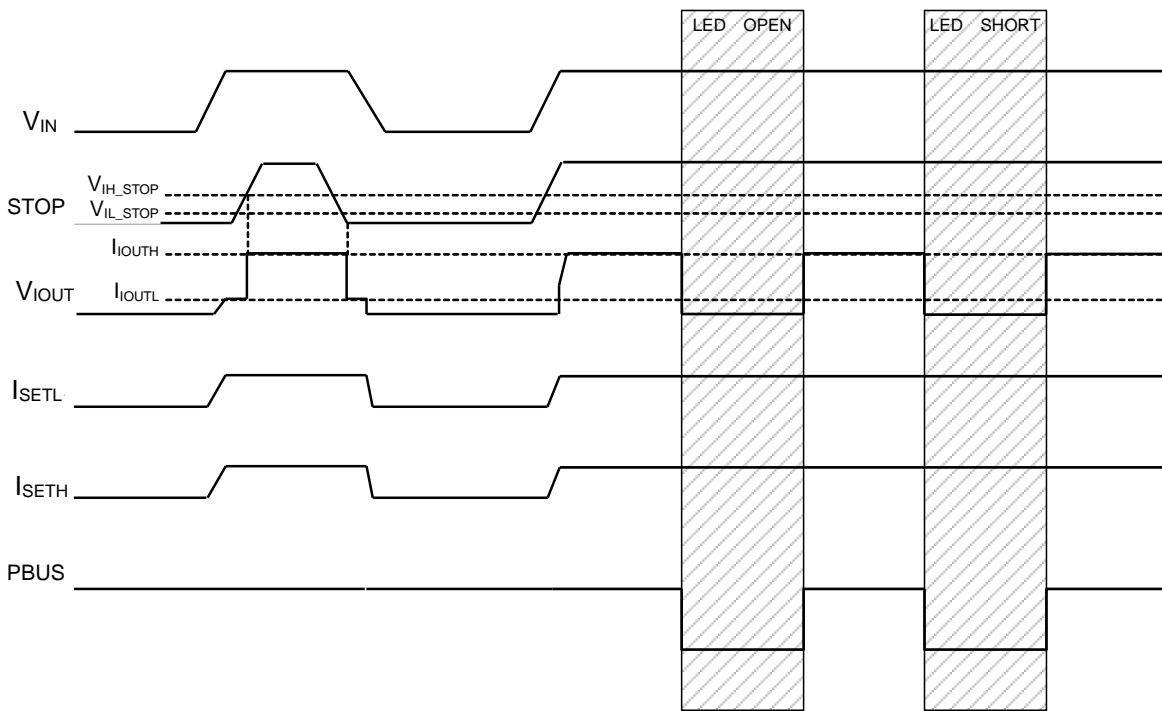 LED OPEN
LED SHORT
VIN
VIH_STOP
STOP
VIL_STOP
IIOUTH
VIOUT
IIOUTL
ISETL
ISETH
PBUS